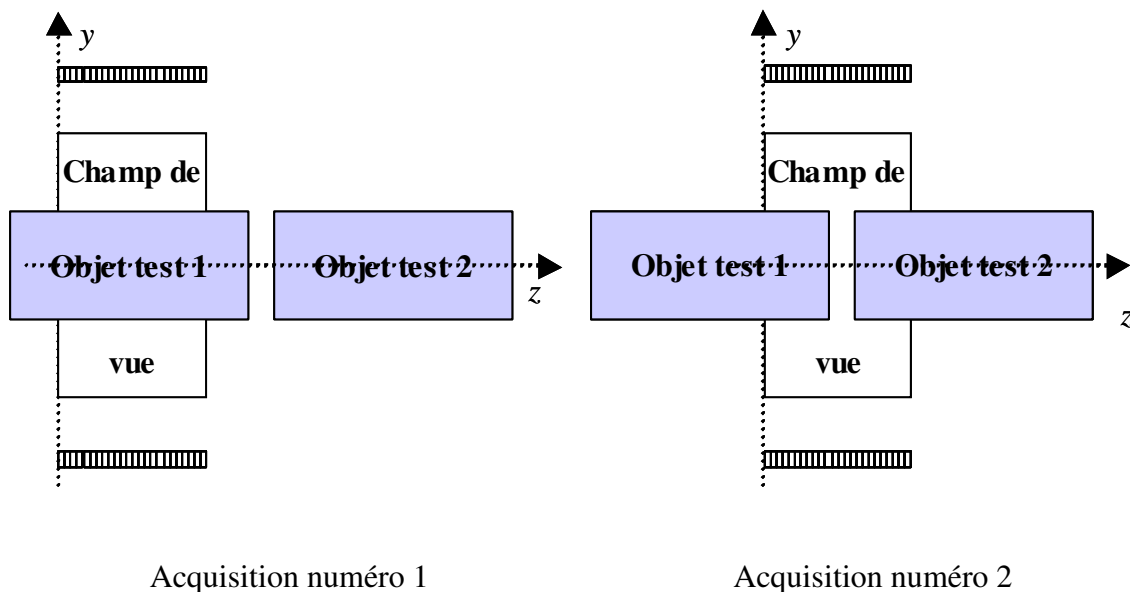 y
Champ de
Objet test 1
Objet test 2
z
vue
Acquisition numéro 1
y
Champ de
Objet test 1
Objet test 2
z
vue
Acquisition numéro 2